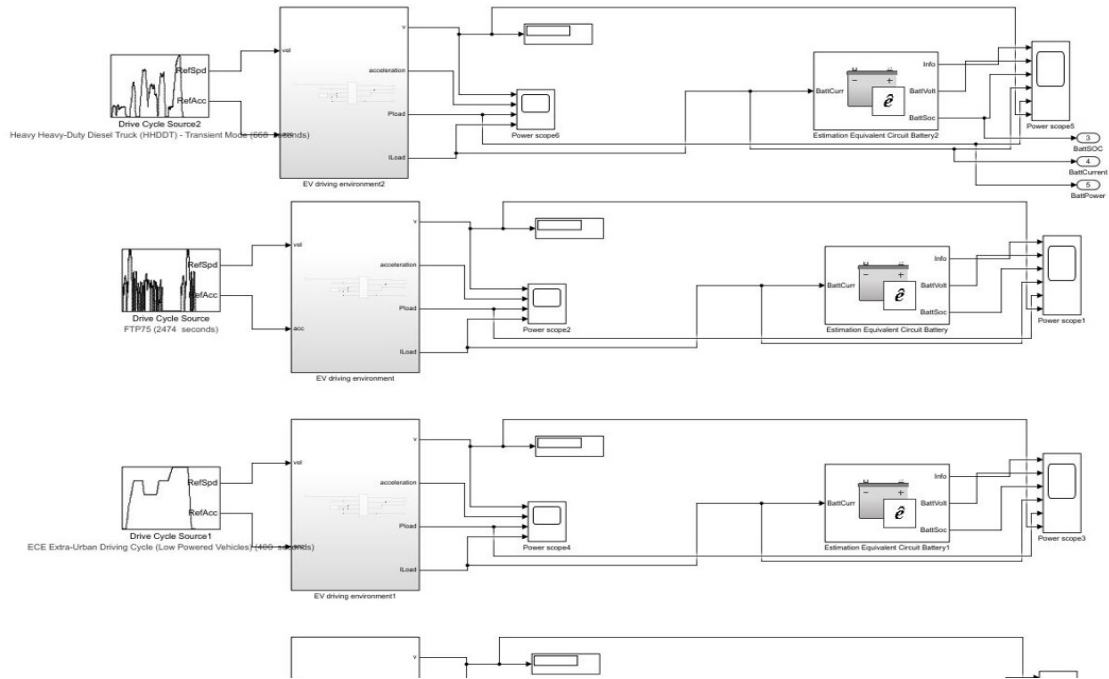 v
vel
RefSpd
acceleration
Info
BattCurr
BattVolt
ê
RefAcc
Pload
BattSoc
Power scope5
Drive Cycle Source2
Heavy Heavy-Duty Diesel Truck (HHDDT) - Transient Mode (668 seconds)
Power scope6
Estimation Equivalent Circuit Battery2
3
BattSOC
ILoad
4
BattCurrent
5
BattPower
EV driving environment2
v
vel
RefSpd
acceleration
Info
BattCurr
BattVolt
ê
RefAcc
Pload
BattSoc
Drive Cycle Source
FTP75 (2474 seconds)
acc
Power scope2
Estimation Equivalent Circuit Battery
Power scope1
ILoad
EV driving environment
v
vel
RefSpd
acceleration
Info
BattCurr
BattVolt
ê
RefAcc
Pload
BattSoc
Drive Cycle Source1
ECE Extra-Urban Driving Cycle (Low Powered Vehicles) (400 seconds)
Power scope4
Estimation Equivalent Circuit Battery1
Power scope3
ILoad
EV driving environment1
v